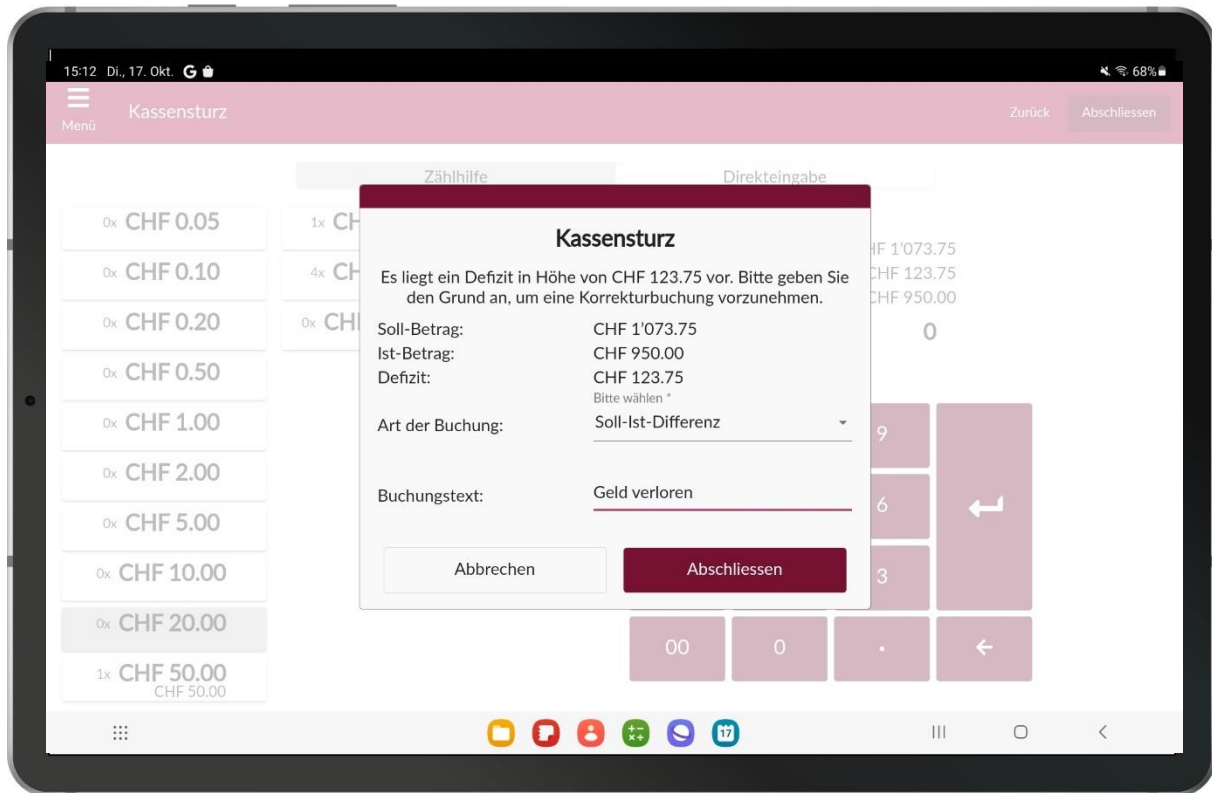 15:12 Di., 17. Okt. G
68%
Menü
Kassensturz
Zurück
Abschliessen
Zählhilfe
Direkteingabe
0x CHF 0.05
0x CHF 0.10
0x CHF 0.20
0x CHF 0.50
0x CHF 1.00
0x CHF 2.00
0x CHF 5.00
0x CHF 10.00
0x CHF 20.00
1x CHF 50.00
CHF 50.00
1x
4x
0x
1'073.75
CHF 123.75
CHF 950.00
0
Kassensturz
Es liegt ein Defizit in Höhe von CHF 123.75 vor. Bitte geben Sie
den Grund an, um eine Korrekturbuchung vorzunehmen.
Soll-Betrag: CHF 1'073.75
Ist-Betrag: CHF 950.00
Defizit: CHF 123.75
Bitte wählen *
Art der Buchung: Soll-Ist-Differenz
Buchungstext: Geld verloren
Abbrechen
Abschliessen
9
6
3
00
0
.
17